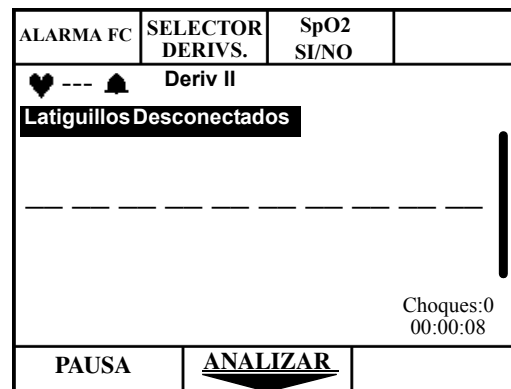 ALARMA FC
SELECTOR
DERIVS.
SpO2
SI/NO
--- Deriv II
Latiguillos Desconectados
Choques:0
00:00:08
PAUSA
ANALIZAR